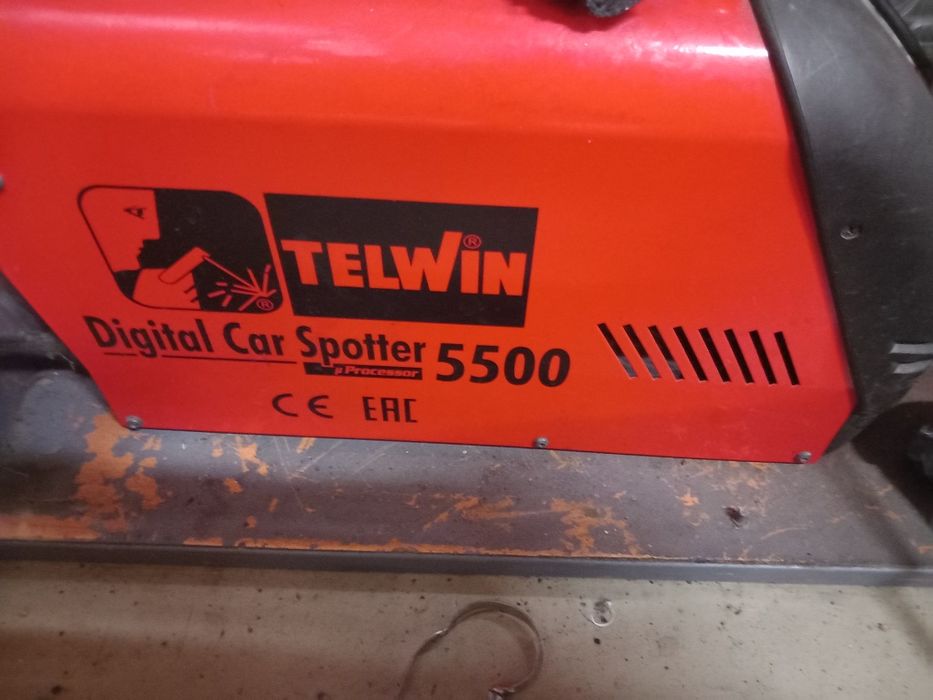 TELWIN®
®
Digital Car Spotter 5500
µ Processor
CE EAC